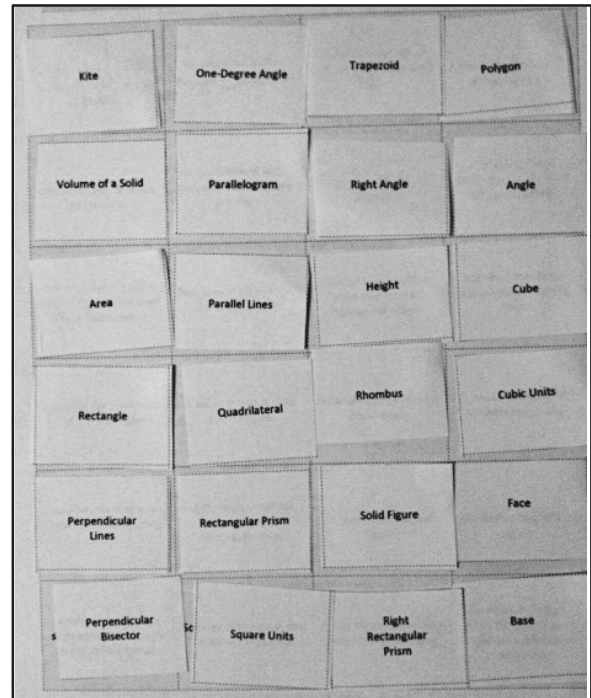 Kite
One-Degree Angle
Trapezoid
Polygon
Volume of a Solid
Parallelogram
Right Angle
Angle
Area
Parallel Lines
Height
Cube
Rectangle
Quadrilateral
Rhombus
Cubic Units
Perpendicular
Lines
Rectangular Prism
Solid Figure
Face
s
Perpendicular
Bisector
Sc
Square Units
Right
Rectangular
Prism
Base